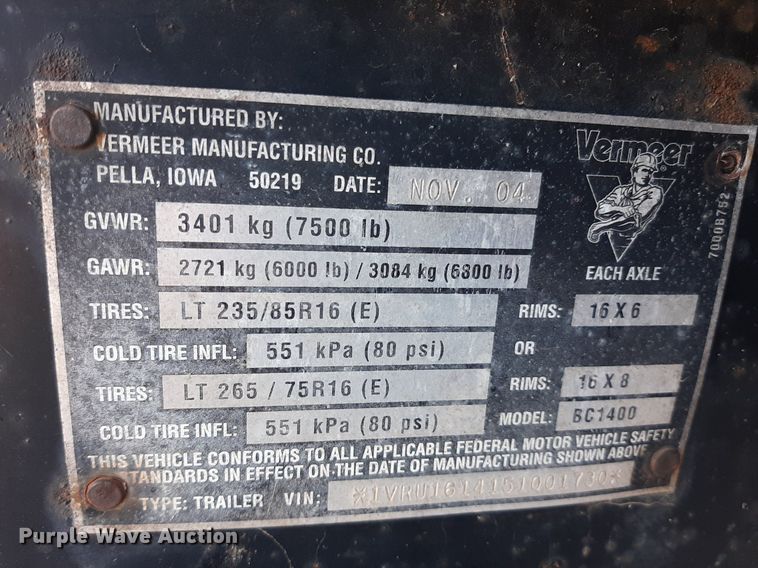 MANUFACTURED BY:
VERMEER MANUFACTURING CO.
PELLA, IOWA 50219 DATE: NOV. 04
Vermeer
®
EACH AXLE
70008752
GVWR: 3401 kg (7500 lb)
GAWR: 2721 kg (6000 lb) / 3084 kg (6800 lb)
TIRES: LT 235/85R16 (E) RIMS: 16 X 6
COLD TIRE INFL: 551 kPa (80 psi) OR
TIRES: LT 265 / 75R16 (E) RIMS: 16 X 8
COLD TIRE INFL: 551 kPa (80 psi) MODEL: BC1400
THIS VEHICLE CONFORMS TO ALL APPLICABLE FEDERAL MOTOR VEHICLE SAFETY
STANDARDS IN EFFECT ON THE DATE OF MANUFACTURING SHOWN ABOVE
TYPE: TRAILER VIN: *1VRU1614151001730*
Purple Wave Auction